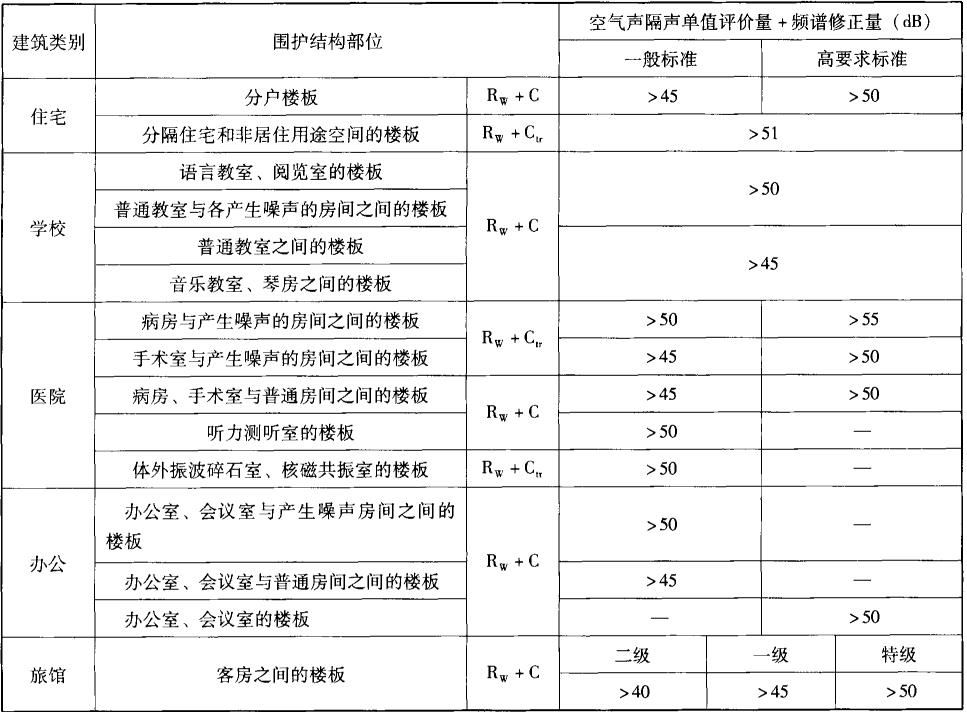 建筑类别
围护结构部位
空气声隔声单值评价量+频谱修正量(dB)
一般标准
高要求标准
住宅
分户楼板
R_W + C
>45
>50
分隔住宅和非居住用途空间的楼板
R_W + C_tr
>51
学校
语言教室、阅览室的楼板
R_W + C
>50
普通教室与各产生噪声的房间之间的楼板
普通教室之间的楼板
>45
音乐教室、琴房之间的楼板
医院
病房与产生噪声的房间之间的楼板
R_W + C_tr
>50
>55
手术室与产生噪声的房间之间的楼板
>45
>50
病房、手术室与普通房间之间的楼板
R_W + C
>45
>50
听力测听室的楼板
>50
—
体外振波碎石室、核磁共振室的楼板
R_W + C_tr
>50
—
办公
办公室、会议室与产生噪声房间之间的
楼板
R_W + C
>50
—
办公室、会议室与普通房间之间的楼板
>45
—
办公室、会议室的楼板
—
>50
旅馆
客房之间的楼板
R_W + C
二级
一级
特级
>40
>45
>50